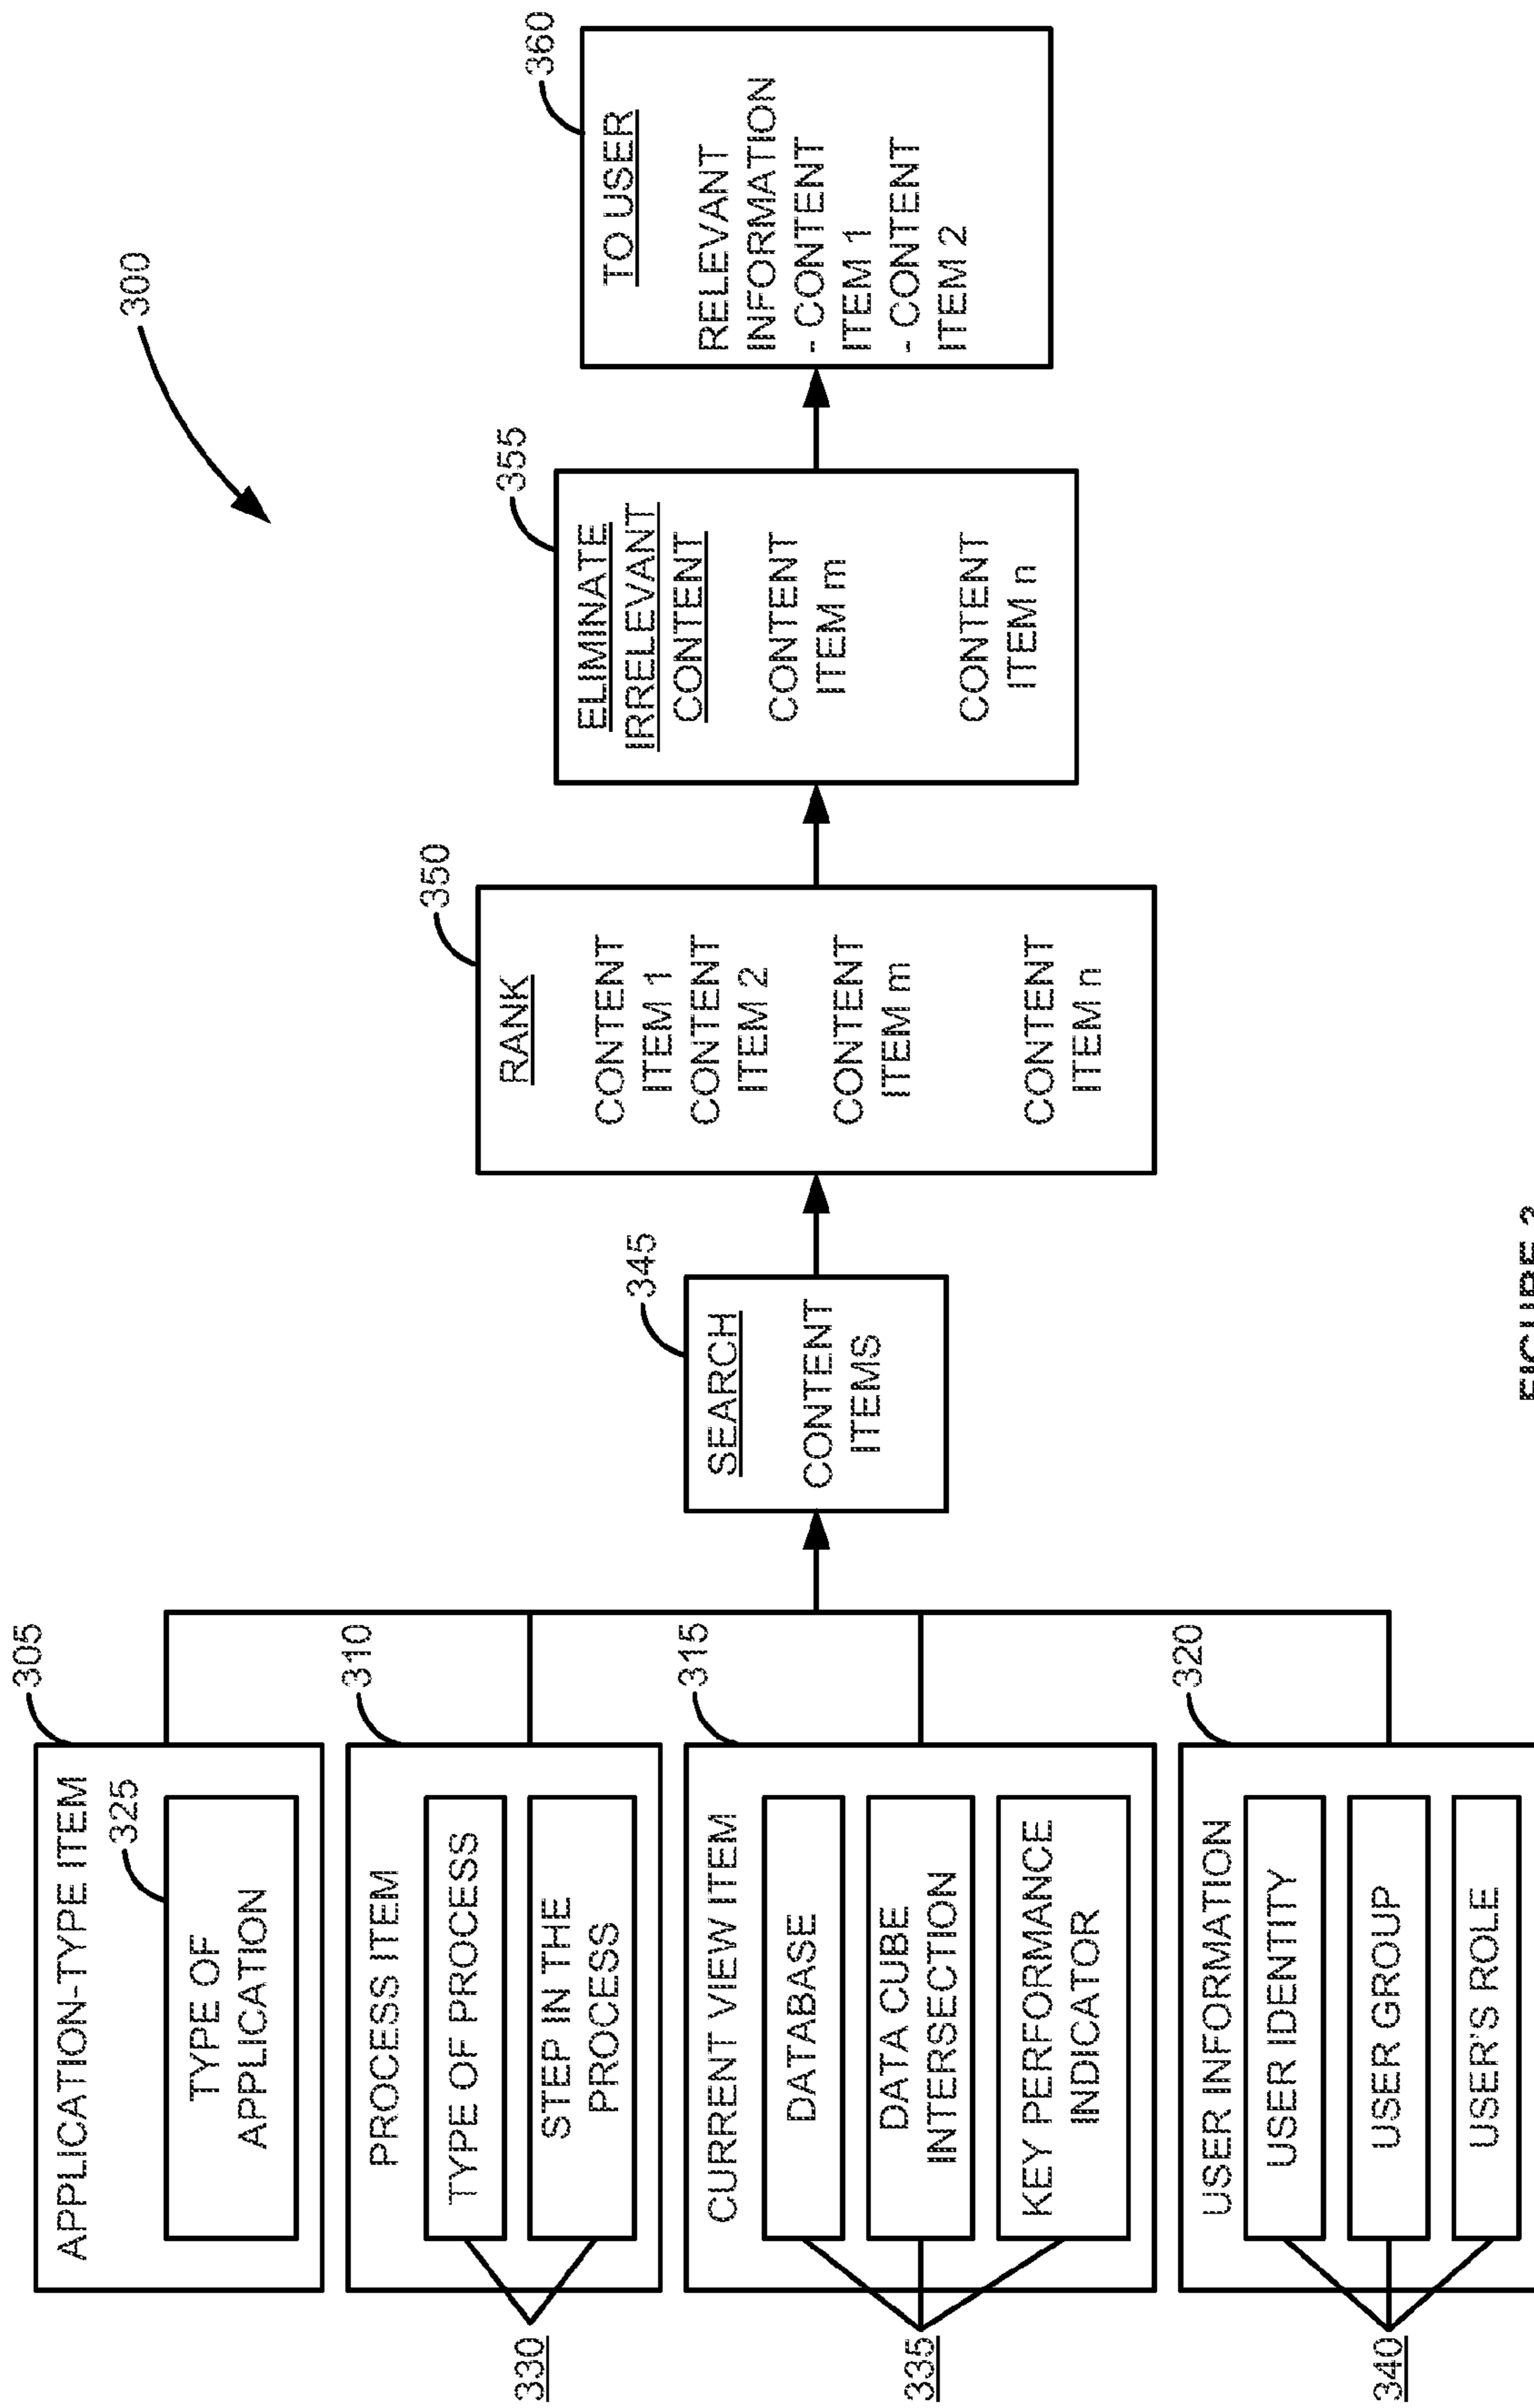 300
305
APPLICATION-TYPE ITEM
325
TYPE OF
APPLICATION
310
PROCESS ITEM
TYPE OF PROCESS
STEP IN THE
PROCESS
330
315
CURRENT VIEW ITEM
DATABASE
DATA CUBE
INTERSECTION
KEY PERFORMANCE
INDICATOR
335
320
USER INFORMATION
USER IDENTITY
USER GROUP
USER'S ROLE
340
345
SEARCH
CONTENT
ITEMS
350
RANK
CONTENT
ITEM 1
CONTENT
ITEM 2
CONTENT
ITEM m
CONTENT
ITEM n
355
ELIMINATE
IRRELEVANT
CONTENT
CONTENT
ITEM m
CONTENT
ITEM n
360
TO USER
RELEVANT
INFORMATION
- CONTENT
ITEM 1
- CONTENT
ITEM 2
FIGURE